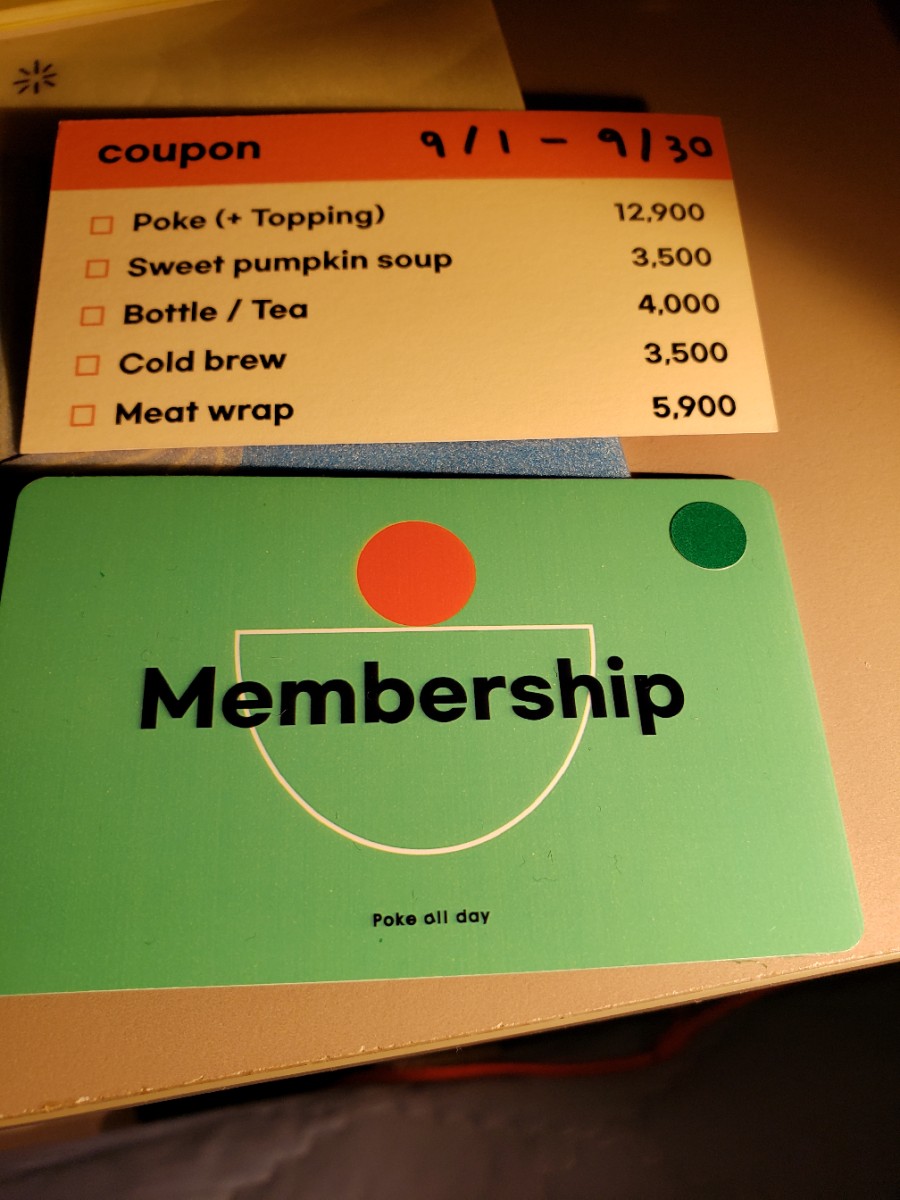 coupon 9/1 - 9/30
Poke (+ Topping) 12,900
Sweet pumpkin soup 3,500
Bottle / Tea 4,000
Cold brew 3,500
Meat wrap 5,900
Membership
Poke all day